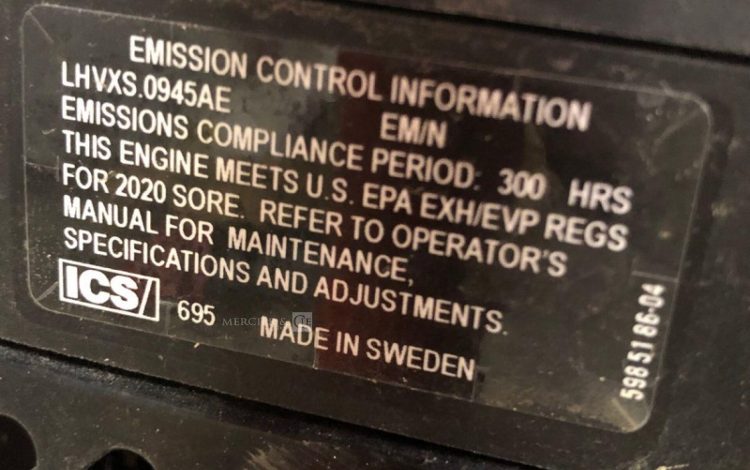 EMISSION CONTROL INFORMATION
LHVXS.0945AE EM/N
EMISSIONS COMPLIANCE PERIOD: 300 HRS
THIS ENGINE MEETS U.S. EPA EXH/EVP REGS
FOR 2020 SORE. REFER TO OPERATOR'S
MANUAL FOR MAINTENANCE,
SPECIFICATIONS AND ADJUSTMENTS.
ICS 695 MADE IN SWEDEN
598 51 86-04